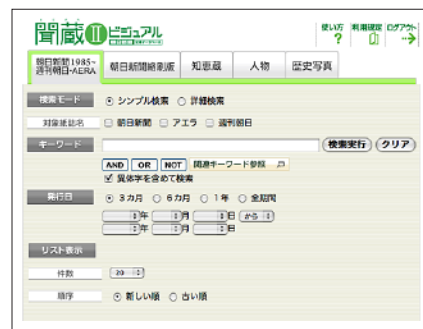 聞蔵Ⅱビジュアル
使い方 利用規定 ログアウト
朝日新聞1985~ 週刊朝日・AERA
朝日新聞縮刷版
知恵蔵
人物
歴史写真
検索モード
シンプル検索 詳細検索
対象紙誌名
朝日新聞 アエラ 週刊朝日
キーワード
検索実行 クリア
AND OR NOT 関連キーワード参照
異体字を含めて検索
発行日
3カ月 6カ月 1年 全期間
年 月 日 から
年 月 日
リスト表示
件数
20
順序
新しい順 古い順